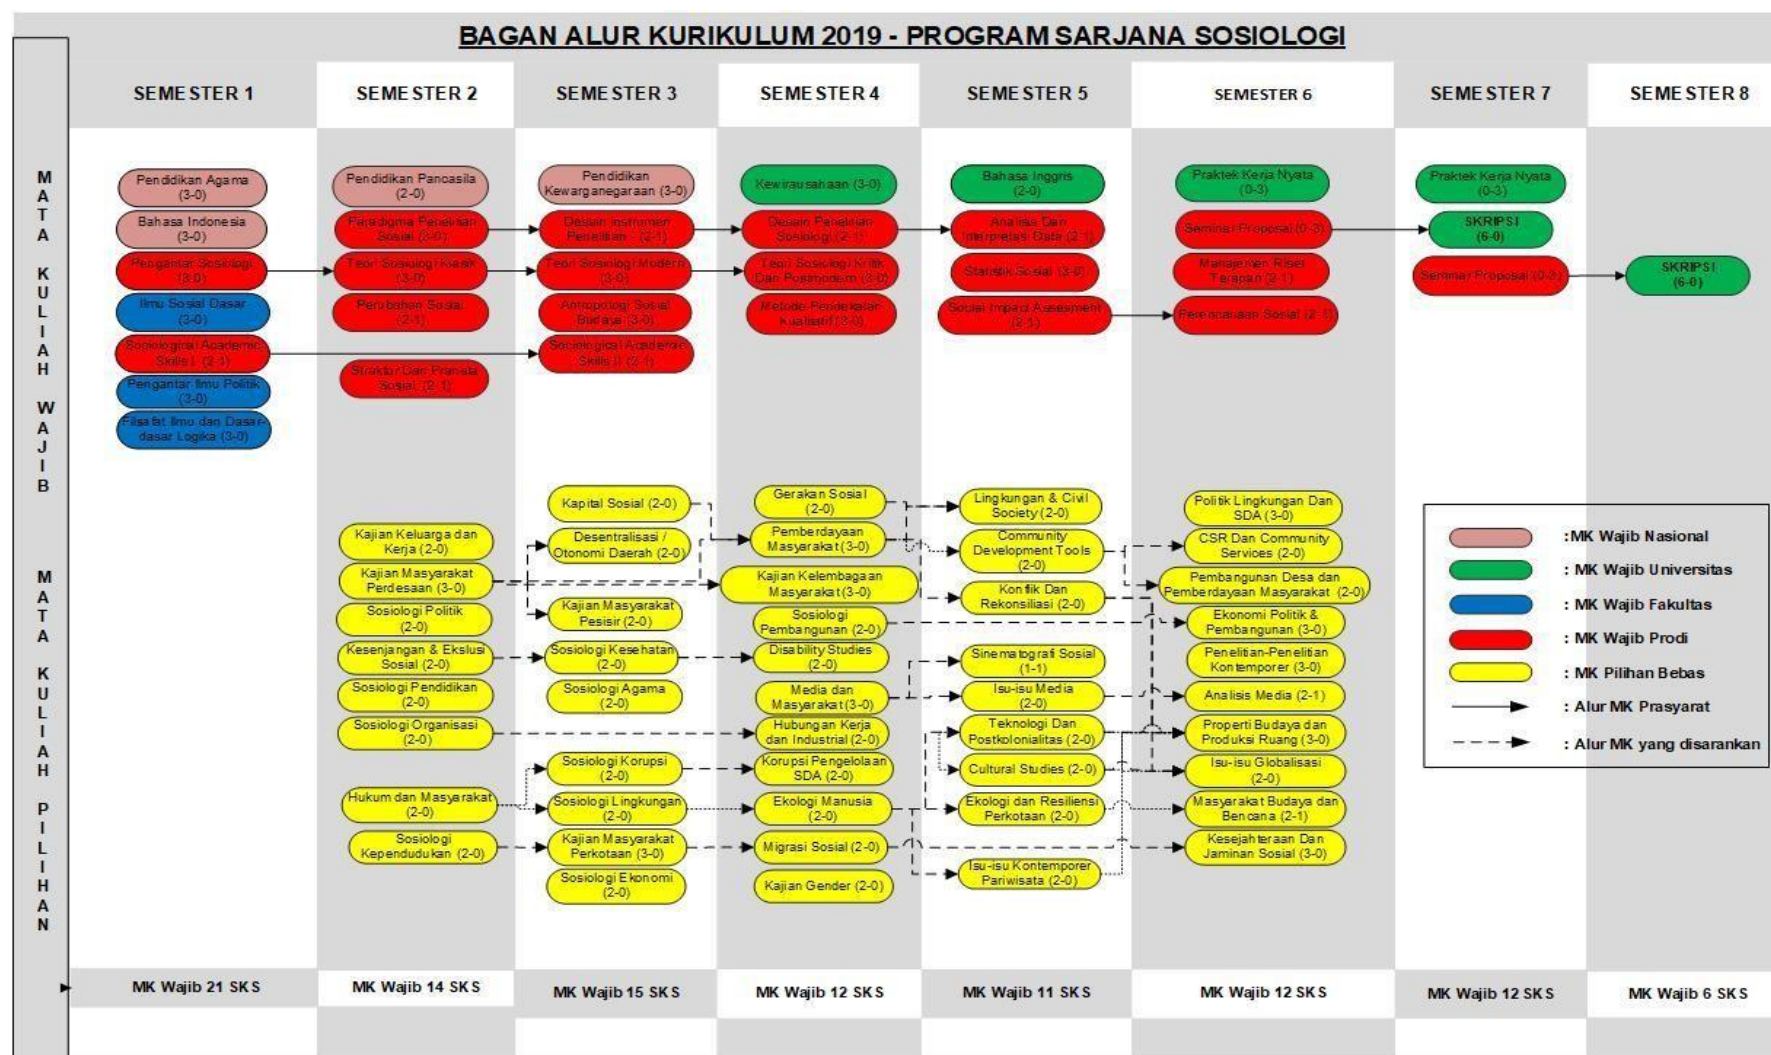 BAGAN ALUR KURIKULUM 2019 - PROGRAM SARJANA SOSIOLOGI
SEMESTER 1
SEMESTER 2
SEMESTER 3
SEMESTER 4
SEMESTER 5
SEMESTER 6
SEMESTER 7
SEMESTER 8
MATA KULIAH WAJIB
Pendidikan Agama
(3-0)
Bahasa Indonesia
(3-0)
Pengantar Sosiologi
(3-0)
Ilmu Sosial Dasar
(3-0)
Sociological Academic
Skills I (2-1)
Pengantar Ilmu Politik
(3-0)
Filsafat Ilmu dan Dasar-
dasar Logika (3-0)
Pendidikan Pancasila
(2-0)
Paradigma Penelitian
Sosial (3-0)
Teori Sosiologi Klasik
(3-0)
Perubahan Sosial
(2-1)
Struktur Dan Pranata
Sosial (2-1)
Pendidikan
Kewarganegaraan (3-0)
Desain Instrumen
Penelitian - (2-1)
Teori Sosiologi Modern
(3-0)
Antropologi Sosial
Budaya (3-0)
Sociological Academic
Skills II (2-1)
Kewirausahaan (3-0)
Desain Penelitian
Sosiologi (2-1)
Teori Sosiologi Kritik
Dan Postmodern (3-0)
Metode Pendekatan
Kualitatif (3-0)
Bahasa Inggris
(2-0)
Analisis Dan
Interpretasi Data (2-1)
Statistik Sosial (3-0)
Social Impact Assesment
(2-1)
Praktek Kerja Nyata
(0-3)
Seminar Proposal (0-3)
Manajemen Riset
Terapan (2-1)
Perencanaan Sosial (2-1)
Praktek Kerja Nyata
(0-3)
SKRIPSI
(6-0)
Seminar Proposal (0-3)
SKRIPSI
(6-0)
MATA KULIAH PILIHAN
Kajian Keluarga dan
Kerja (2-0)
Kajian Masyarakat
Perdesaan (3-0)
Sosiologi Politik
(2-0)
Kesenjangan & Ekslusi
Sosial (2-0)
Sosiologi Pendidikan
(2-0)
Sosiologi Organisasi
(2-0)
Hukum dan Masyarakat
(2-0)
Sosiologi
Kependudukan (2-0)
Kapital Sosial (2-0)
Desentralisasi /
Otonomi Daerah (2-0)
Kajian Masyarakat
Pesisir (2-0)
Sosiologi Kesehatan
(2-0)
Sosiologi Agama
(2-0)
Sosiologi Korupsi
(2-0)
Sosiologi Lingkungan
(2-0)
Kajian Masyarakat
Perkotaan (3-0)
Sosiologi Ekonomi
(2-0)
Gerakan Sosial
(2-0)
Pemberdayaan
Masyarakat (3-0)
Kajian Kelembagaan
Masyarakat (3-0)
Sosiologi
Pembangunan (2-0)
Disability Studies
(2-0)
Media dan
Masyarakat (3-0)
Hubungan Kerja
dan Industrial (2-0)
Korupsi Pengelolaan
SDA (2-0)
Ekologi Manusia
(2-0)
Migrasi Sosial (2-0)
Kajian Gender (2-0)
Lingkungan & Civil
Society (2-0)
Community
Development Tools
(2-0)
Konflik Dan
Rekonsiliasi (2-0)
Sinematografi Sosial
(1-1)
Isu-isu Media
(2-0)
Teknologi Dan
Postkolonialitas (2-0)
Cultural Studies (2-0)
Ekologi dan Resiliensi
Perkotaan (2-0)
Isu-isu Kontemporer
Pariwisata (2-0)
Politik Lingkungan Dan
SDA (3-0)
CSR Dan Community
Services (2-0)
Pembangunan Desa dan
Pemberdayaan Masyarakat (2-0)
Ekonomi Politik &
Pembangunan (3-0)
Penelitian-Penelitian
Kontemporer (3-0)
Analisis Media (2-1)
Properti Budaya dan
Produksi Ruang (3-0)
Isu-isu Globalisasi
(2-0)
Masyarakat Budaya dan
Bencana (2-1)
Kesejahteraan Dan
Jaminan Sosial (3-0)
:MK Wajib Nasional
: MK Wajib Universitas
: MK Wajib Fakultas
: MK Wajib Prodi
: MK Pilihan Bebas
: Alur MK Prasyarat
: Alur MK yang disarankan
MK Wajib 21 SKS
MK Wajib 14 SKS
MK Wajib 15 SKS
MK Wajib 12 SKS
MK Wajib 11 SKS
MK Wajib 12 SKS
MK Wajib 12 SKS
MK Wajib 6 SKS